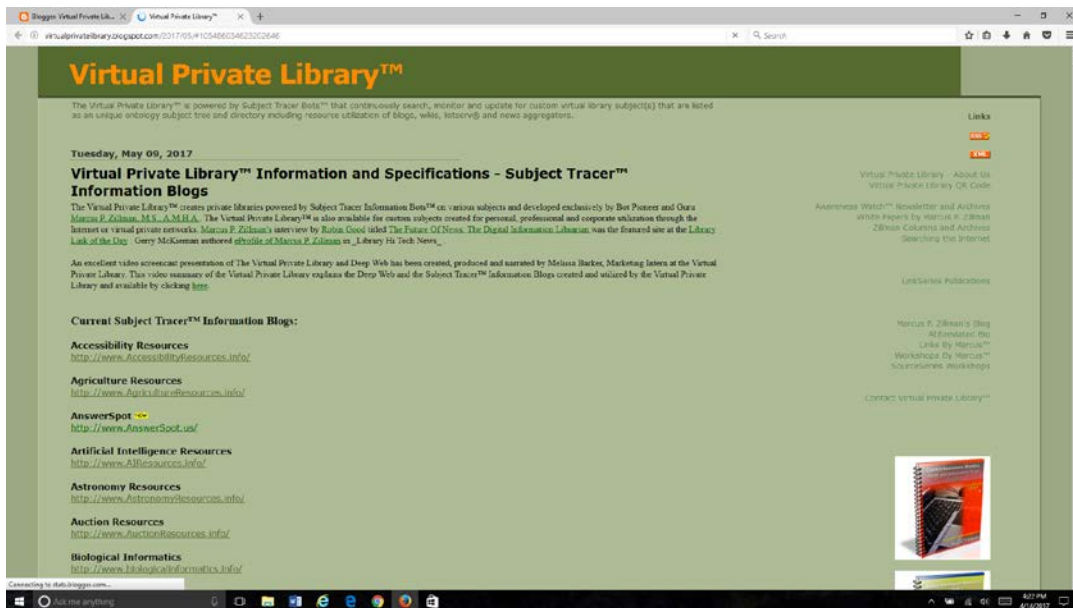 Blogger Virtual Private Lib...
Virtual Private Library™
virtualprivatelibrary.blogspot.com/2017/05/#105486034623202646
Search
Virtual Private Library™
The Virtual Private Library™ is powered by Subject Tracer Bots™ that continuously search, monitor and update for custom virtual library subject(s) that are listed
as an unique ontology subject tree and directory including resource utilization of blogs, wikis, listserv® and news aggregators.
Tuesday, May 09, 2017
Virtual Private Library™ Information and Specifications - Subject Tracer™
Information Blogs
The Virtual Private Library™ creates private libraries powered by Subject Tracer Information Bots™ on various subjects and developed exclusively by Bot Pioneer and Guru
Marcus P. Zillman, M.S., A.M.H.A.. The Virtual Private Library™ is also available for custom subjects created for personal, professional and corporate utilization through the
Internet or virtual private networks. Marcus P. Zillman's interview by Robin Good titled The Future Of News: The Digital Information Librarian was the featured site at the Library
Link of the Day. Gerry McKiernan authored eProfile of Marcus P. Zillman in _Library Hi Tech News_.
An excellent video screencast presentation of The Virtual Private Library and Deep Web has been created, produced and narrated by Melissa Barker, Marketing Intern at the Virtual
Private Library. This video summary of the Virtual Private Library explains the Deep Web and the Subject Tracer™ Information Blogs created and utilized by the Virtual Private
Library and available by clicking here.
Current Subject Tracer™ Information Blogs:
Accessibility Resources
http://www.AccessibilityResources.info/
Agriculture Resources
http://www.AgricultureResources.info/
AnswerSpot
http://www.AnswerSpot.us/
Artificial Intelligence Resources
http://www.AIResources.info/
Astronomy Resources
http://www.AstronomyResources.info/
Auction Resources
http://www.AuctionResources.info/
Biological Informatics
http://www.biologicalInformatics.info/
Links
XML
Virtual Private Library - About Us
Virtual Private Library QR Code
Awareness Watch™ Newsletter and Archives
White Papers by Marcus P. Zillman
Zillman Columns and Archives
Searching the Internet
LinkSeries Publications
Marcus P. Zillman's Blog
Abbreviated Bio
Links By Marcus™
Workshops By Marcus™
SourceSeries Workshops
Contact Virtual Private Library™
Connecting to stats.blogger.com...
Ask me anything
4:22 PM